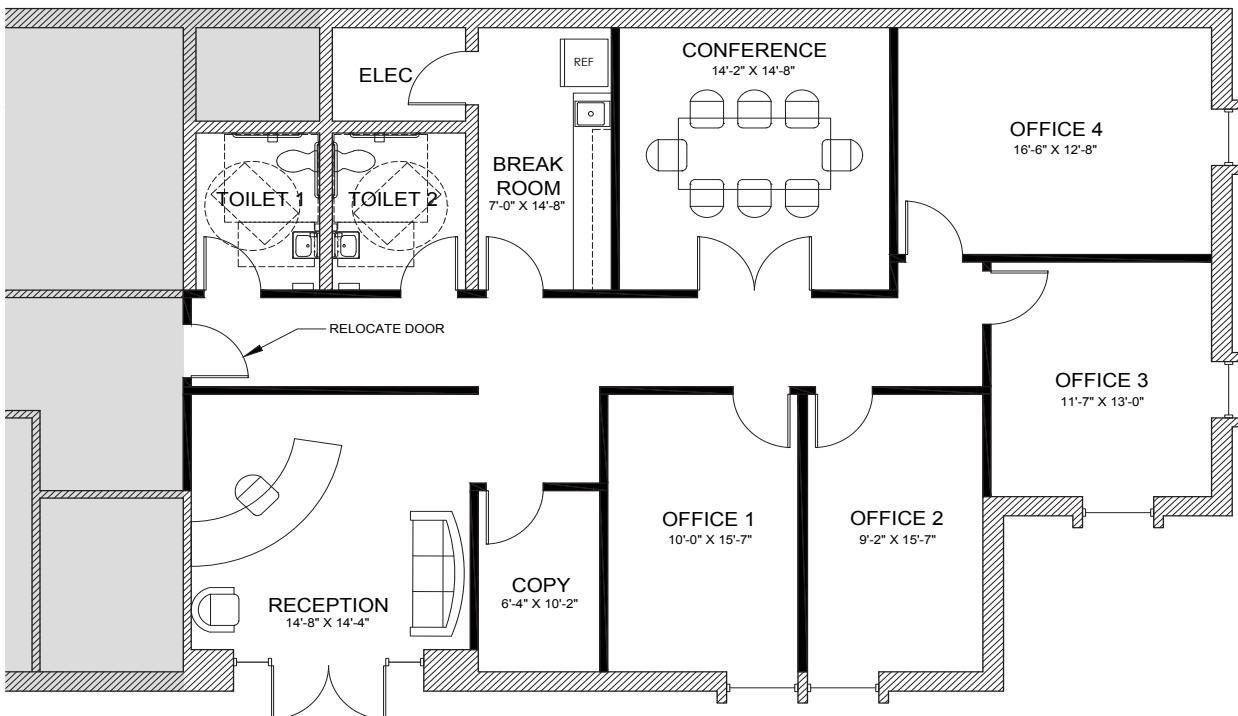 ELEC
REF
CONFERENCE
14'-2" X 14'-8"
OFFICE 4
16'-6" X 12'-8"
TOILET 1
TOILET 2
BREAK
ROOM
7'-0" X 14'-8"
RELOCATE DOOR
OFFICE 3
11'-7" X 13'-0"
RECEPTION
14'-8" X 14'-4"
COPY
6'-4" X 10'-2"
OFFICE 1
10'-0" X 15'-7"
OFFICE 2
9'-2" X 15'-7"